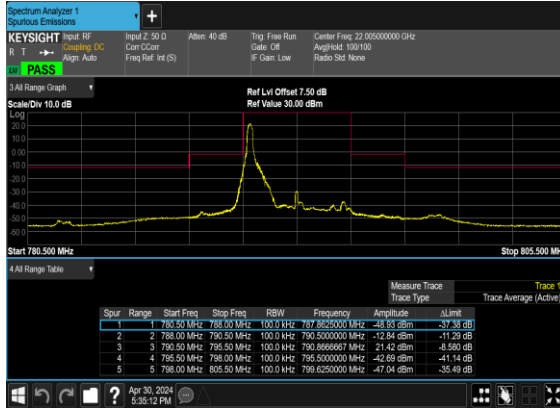 Spectrum Analyzer 1
Spurious Emissions
+
KEYSIGHT Input: RF Input Z: 50 Ω Atten: 40 dB Trig: Free Run Center Freq: 22.005000000 GHz
R T Coupling: DC Corr CCorr Gate: Off Avg|Hold: 100/100
Align: Auto Freq Ref: Int (S) IF Gain: Low Radio Std: None
PASS
3 All Range Graph
Ref Lvl Offset 7.50 dB
Scale/Div 10.0 dB Ref Value 30.00 dBm
Log
20.0
10.0
0.00
-10.0
-20.0
-30.0
-40.0
-50.0
-60.0
Start 780.500 MHz Stop 805.500 MHz
4 All Range Table
Measure Trace Trace 1
Trace Type Trace Average (Active)
Spur Range Start Freq Stop Freq RBW Frequency Amplitude ΔLimit
1 1 780.50 MHz 788.00 MHz 100.0 kHz 787.8625000 MHz -48.93 dBm -37.38 dB
2 2 788.00 MHz 790.50 MHz 100.0 kHz 790.5000000 MHz -12.84 dBm -11.29 dB
3 3 790.50 MHz 795.50 MHz 100.0 kHz 790.8666667 MHz 21.42 dBm -8.580 dB
4 4 795.50 MHz 798.00 MHz 100.0 kHz 795.5000000 MHz -42.69 dBm -41.14 dB
5 5 798.00 MHz 805.50 MHz 100.0 kHz 799.6250000 MHz -47.04 dBm -35.49 dB
? Apr 30, 2024
5:35:12 PM